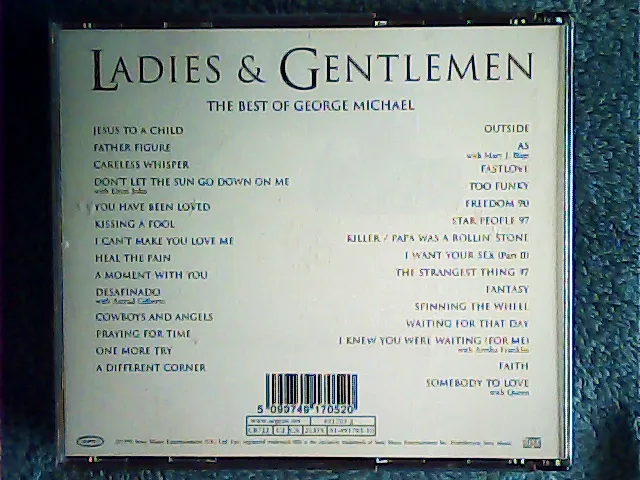 LADIES & GENTLEMEN
THE BEST OF GEORGE MICHAEL
JESUS TO A CHILD
FATHER FIGURE
CARELESS WHISPER
DON'T LET THE SUN GO DOWN ON ME
with Elton John
YOU HAVE BEEN LOVED
KISSING A FOOL
I CAN'T MAKE YOU LOVE ME
HEAL THE PAIN
A MOMENT WITH YOU
DESAFINADO
with Astrud Gilberto
COWBOYS AND ANGELS
PRAYING FOR TIME
ONE MORE TRY
A DIFFERENT CORNER
OUTSIDE
AS
with Mary J. Blige
FASTLOVE
TOO FUNKY
FREEDOM 90
STAR PEOPLE 97
KILLER / PAPA WAS A ROLLIN' STONE
I WANT YOUR SEX (Part II)
THE STRANGEST THING 97
FANTASY
SPINNING THE WHEEL
WAITING FOR THAT DAY
I KNEW YOU WERE WAITING (FOR ME)
with Aretha Franklin
FAITH
SOMEBODY TO LOVE
with Queen
5 099749 170520